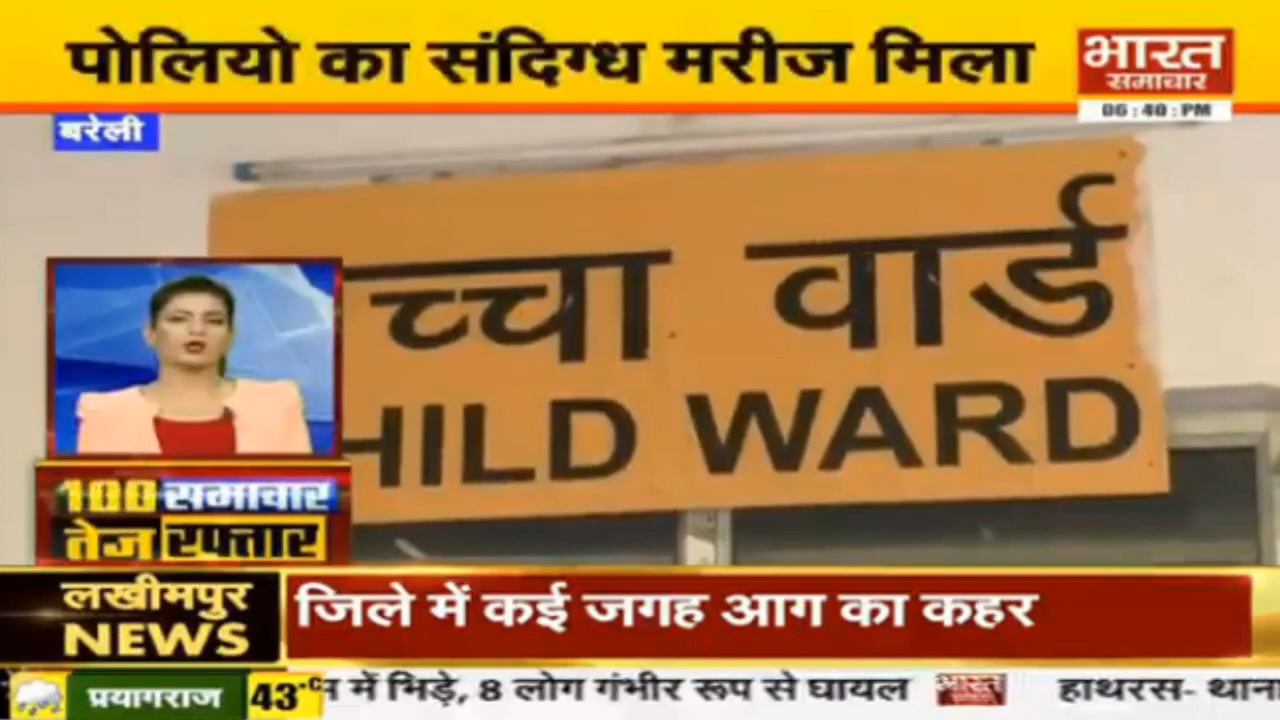 पोलियो का संदिग्ध मरीज मिला
भारत
समाचार
06:40:PM
बरेली
च्चा वार्ड
HILD WARD
100 समाचार
तेज रफ्तार
लखीमपुर
NEWS
जिले में कई जगह आग का कहर
प्रयागराज
43°C
में भिड़े, 8 लोग गंभीर रूप से घायल
भारत
हाथरस- थाना